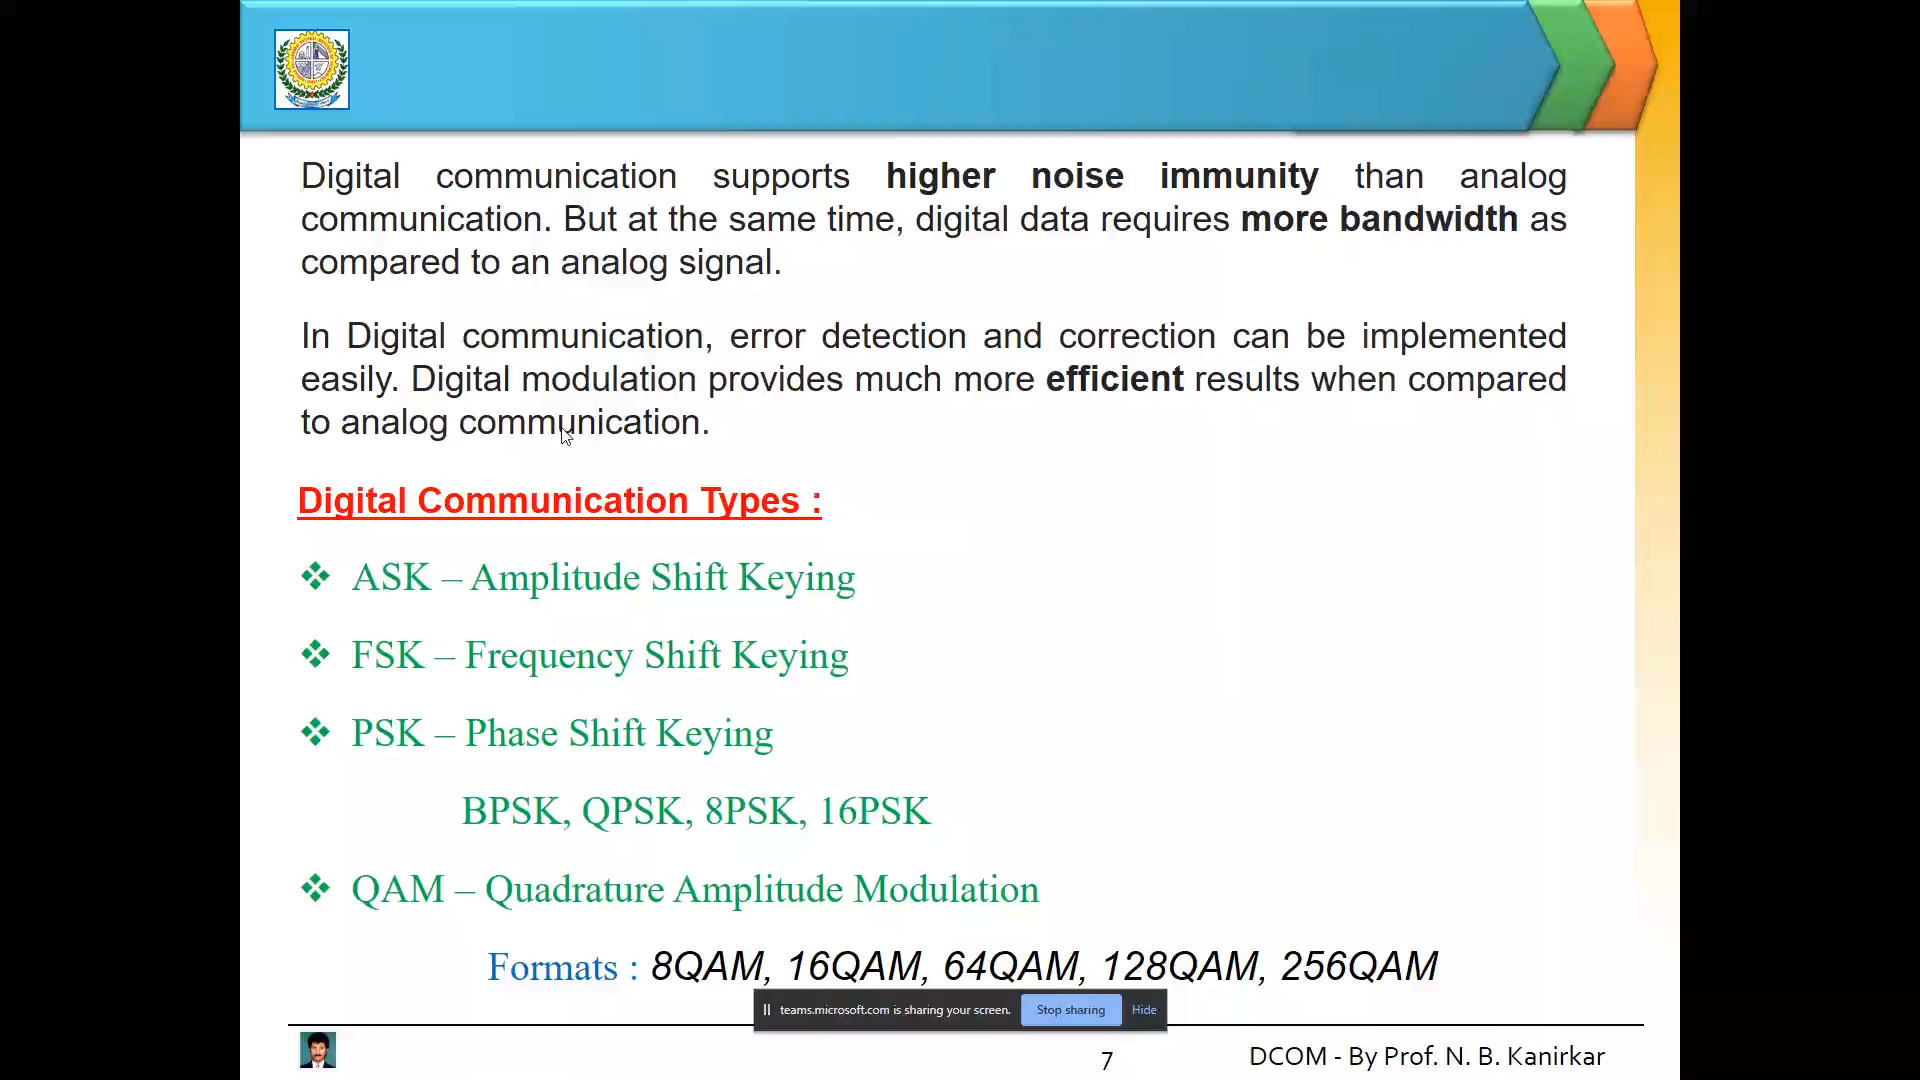 Digital communication supports higher noise immunity than analog
communication. But at the same time, digital data requires more bandwidth as
compared to an analog signal.
In Digital communication, error detection and correction can be implemented
easily. Digital modulation provides much more efficient results when compared
to analog communication.
Digital Communication Types :
❖ ASK – Amplitude Shift Keying
❖ FSK – Frequency Shift Keying
❖ PSK – Phase Shift Keying
BPSK, QPSK, 8PSK, 16PSK
❖ QAM – Quadrature Amplitude Modulation
Formats : 8QAM, 16QAM, 64QAM, 128QAM, 256QAM
teams.microsoft.com is sharing your screen. Stop sharing Hide
7 DCOM - By Prof. N. B. Kanirkar